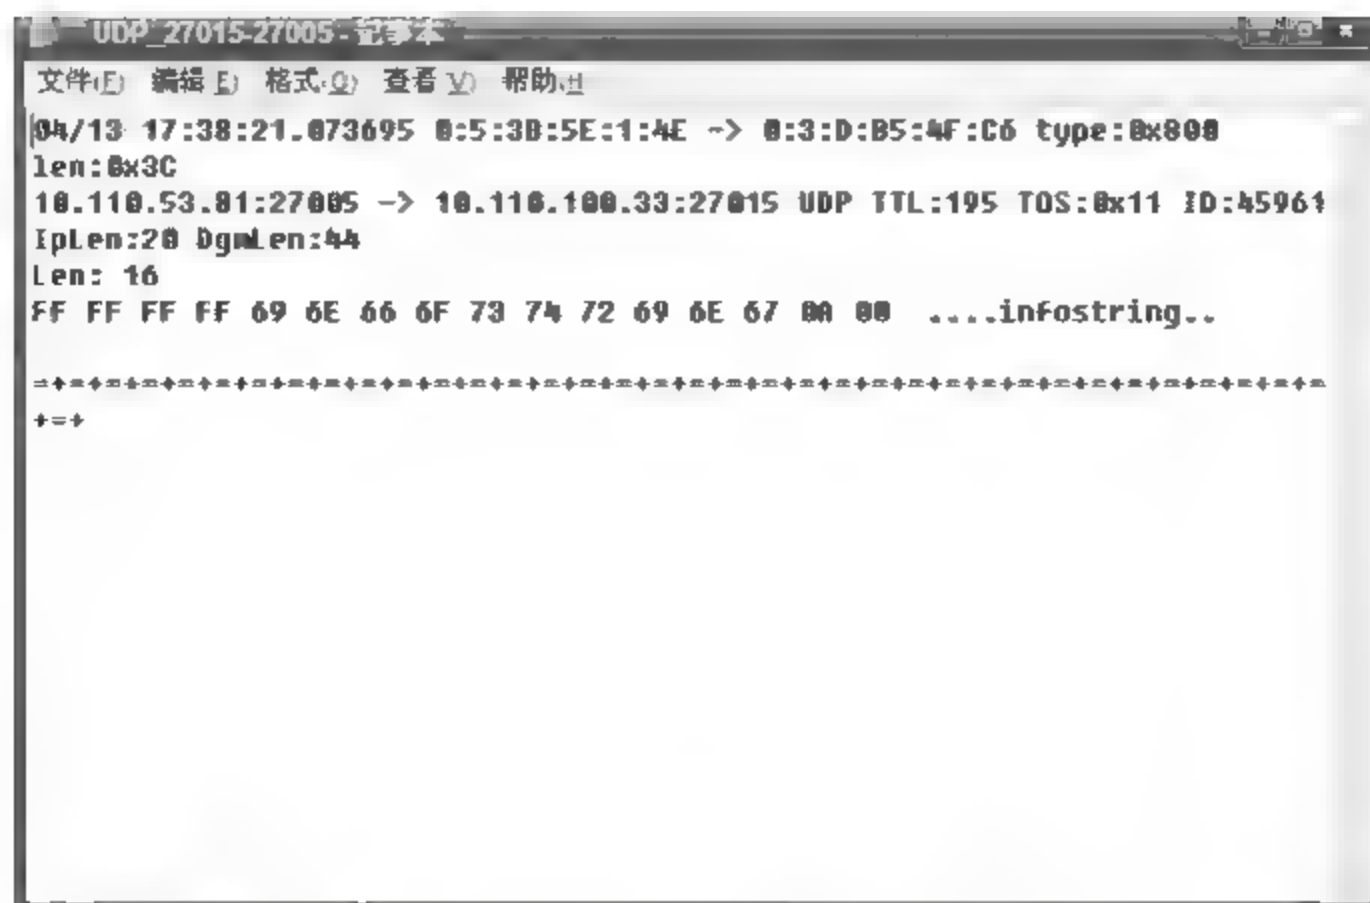 UDP_27015-27005 - 记事本
文件(F) 编辑(E) 格式(O) 查看(V) 帮助(H)
04/13 17:38:21.073695 0:5:3B:5E:1:4E -> 0:3:D:B5:4F:C6 type:0x800
len:0x3C
10.110.53.81:27005 -> 10.110.100.33:27015 UDP TTL:195 TOS:0x11 ID:45961
IpLen:20 DgmLen:44
Len: 16
FF FF FF FF 69 6E 66 6F 73 74 72 69 6E 67 0A 00 ....infostring..
=+=+=+=+=+=+=+=+=+=+=+=+=+=+=+=+=+=+=+=+=+=+=+=+=+=+=+=+=+=+=+=+=+=+=+=
+=+